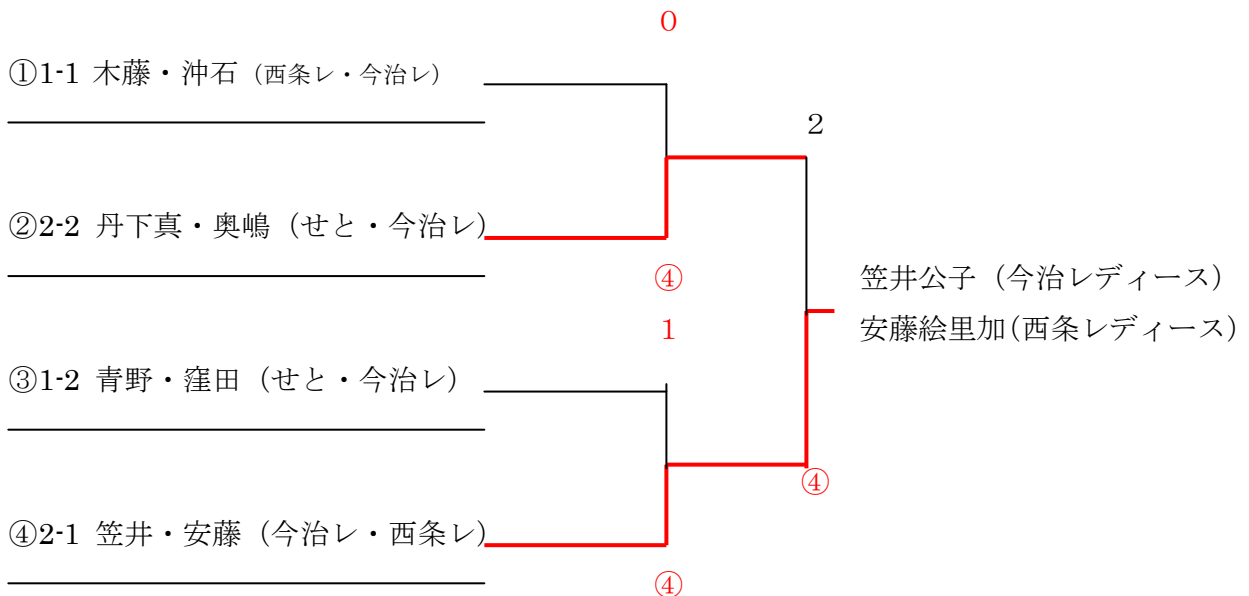 0
①1-1 木藤・沖石（西条レ・今治レ）
2
②2-2 丹下真・奥嶋（せと・今治レ）
④
笠井公子（今治レディース）
1
安藤絵里加(西条レディース)
③1-2 青野・窪田（せと・今治レ）
④
④2-1 笠井・安藤（今治レ・西条レ）
④